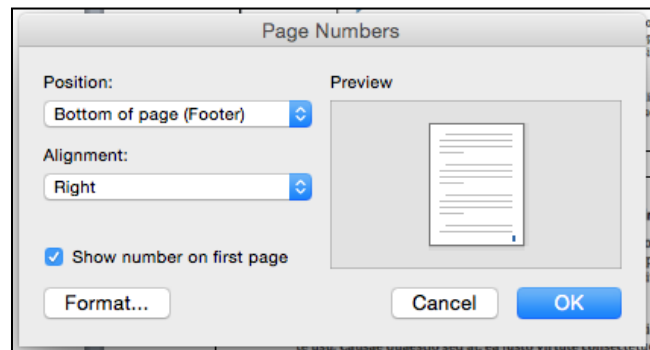 Page Numbers
Position:
Preview
Bottom of page (Footer)
Alignment:
Right
Show number on first page
Format...
Cancel
OK